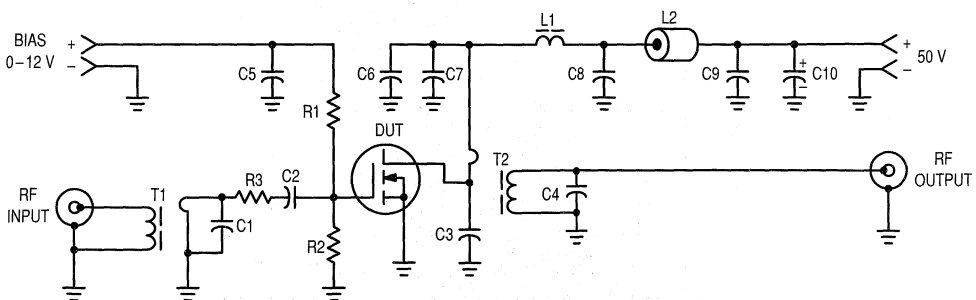 L1
L2
BIAS
0–12 V
+
–
C5
C6
C7
C8
C9
+
C10
–
+
50 V
–
R1
DUT
T2
RF
INPUT
T1
R3
C2
C1
R2
C3
C4
RF
OUTPUT